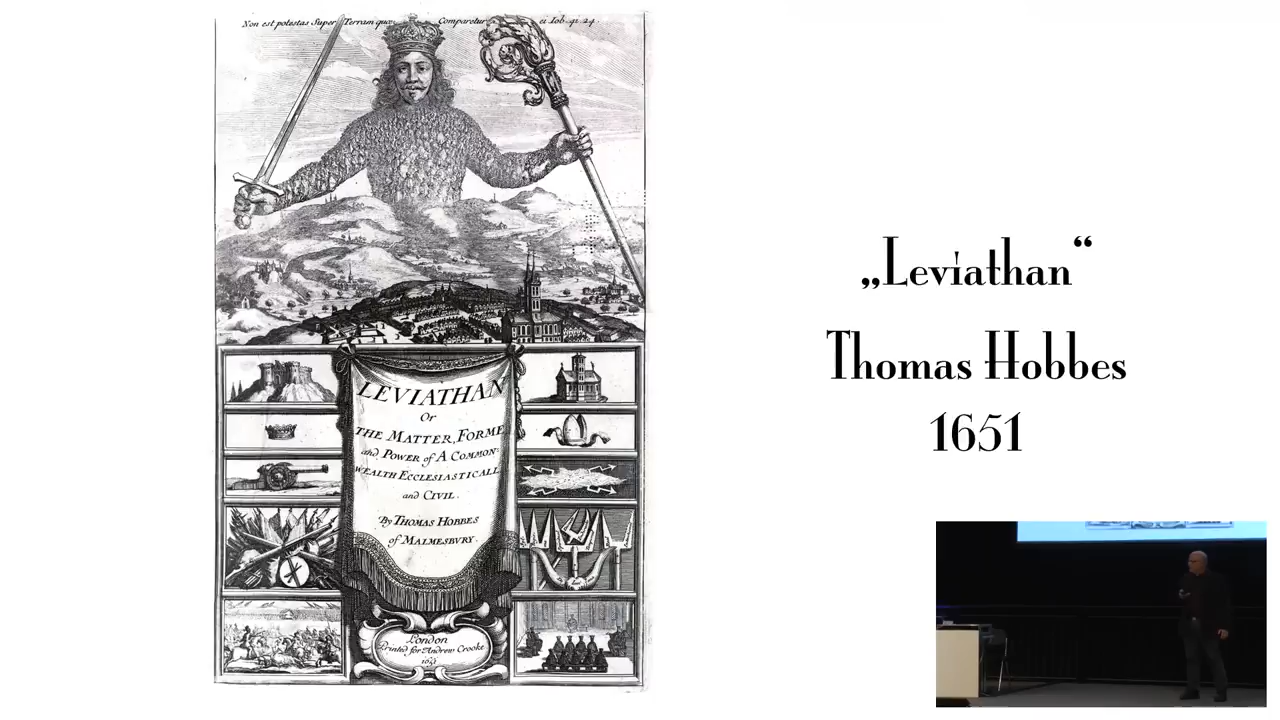 Non est potestas Super Terram quæ Comparetur ei Iob. 41. 24.
LEVIATHAN
Or
THE MATTER, FORME
and POWER of A COMMON-
WEALTH ECCLESIASTICALL
and CIVIL.
By THOMAS HOBBES
of MALMESBURY.
London
Printed for Andrew Crooke
1651
„Leviathan“
Thomas Hobbes
1651